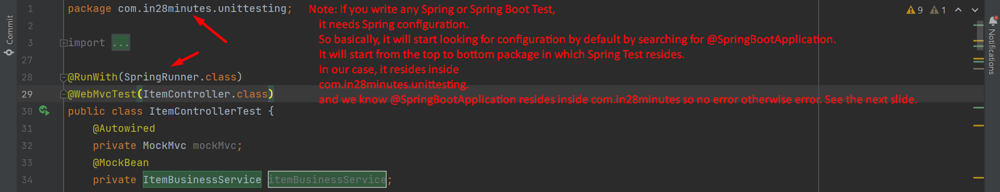 Commit
1 package com.in28minutes.unittesting;
2
3 import ...
27
28 @RunWith(SpringRunner.class)
29 @WebMvcTest(ItemController.class)
30 public class ItemControllerTest {
31 @Autowired
32 private MockMvc mockMvc;
33 @MockBean
34 private ItemBusinessService itemBusinessService;
Note: If you write any Spring or Spring Boot Test,
it needs Spring configuration.
So basically, it will start looking for configuration by default by searching for @SpringBootApplication.
It will start from the top to bottom package in which Spring Test resides.
In our case, it resides inside
com.in28minutes.unittesting.
and we know @SpringBootApplication resides inside com.in28minutes so no error otherwise error. See the next slide.
9 1
Notifications